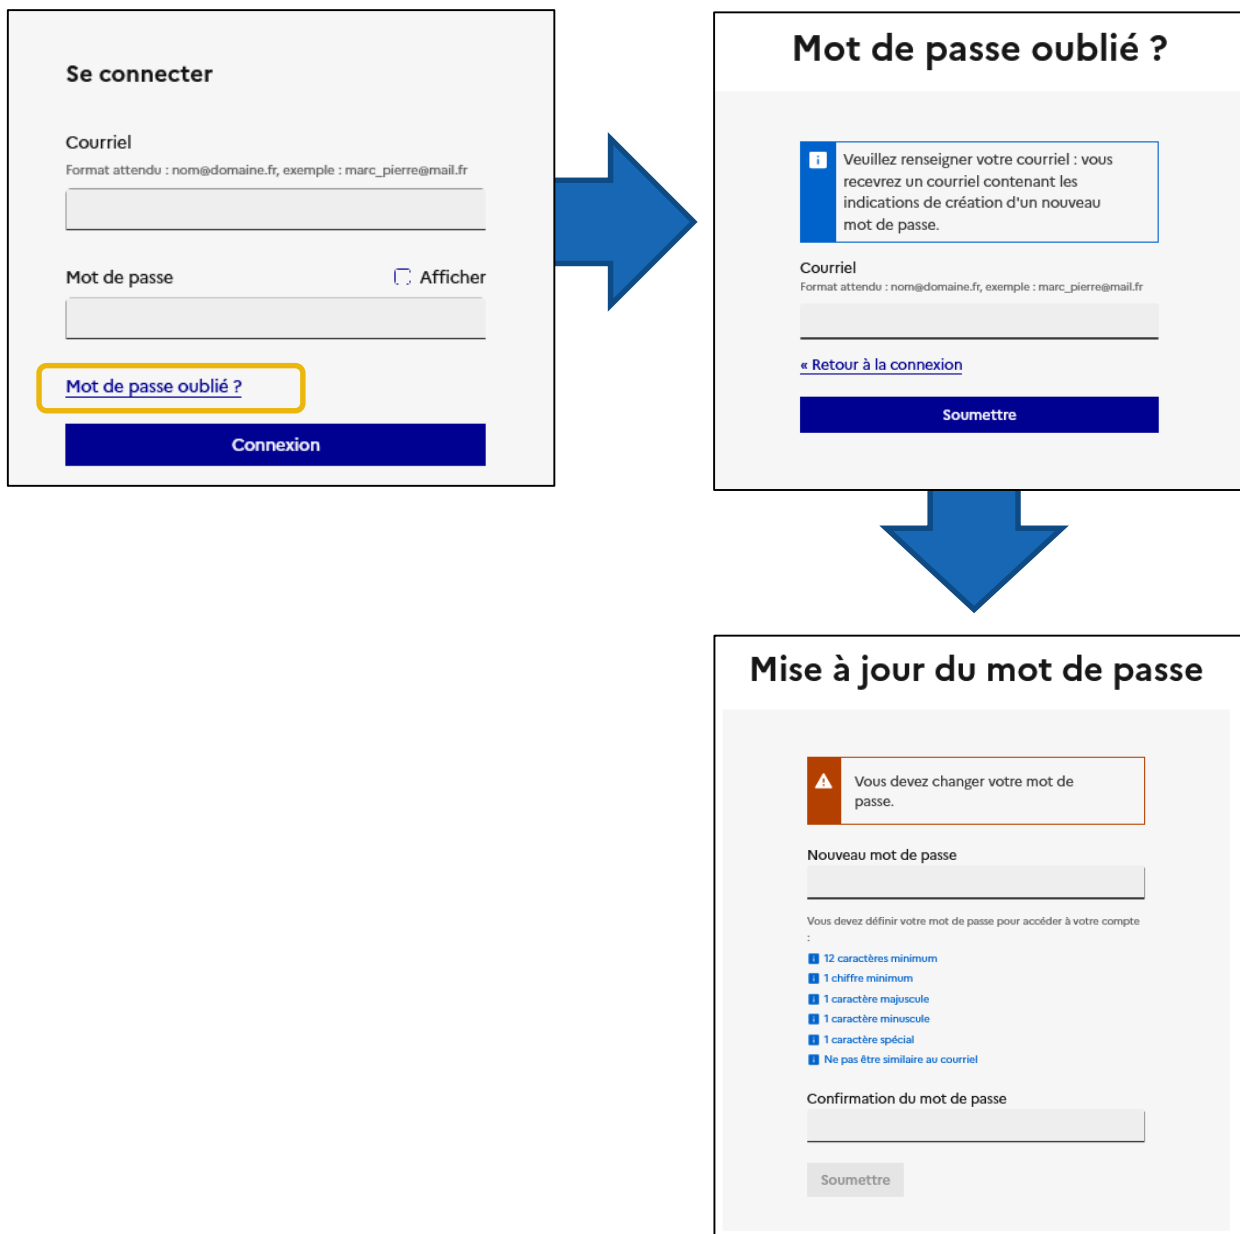 Se connecter
Courriel
Format attendu : nom@domaine.fr, exemple : marc_pierre@mail.fr
Mot de passe
Afficher
Mot de passe oublié ?
Connexion
Mot de passe oublié ?
Veuillez renseigner votre courriel : vous
recevrez un courriel contenant les
indications de création d'un nouveau
mot de passe.
Courriel
Format attendu : nom@domaine.fr, exemple : marc_pierre@mail.fr
« Retour à la connexion
Soumettre
Mise à jour du mot de passe
Vous devez changer votre mot de
passe.
Nouveau mot de passe
Vous devez définir votre mot de passe pour accéder à votre compte
:
12 caractères minimum
1 chiffre minimum
1 caractère majuscule
1 caractère minuscule
1 caractère spécial
Ne pas être similaire au courriel
Confirmation du mot de passe
Soumettre